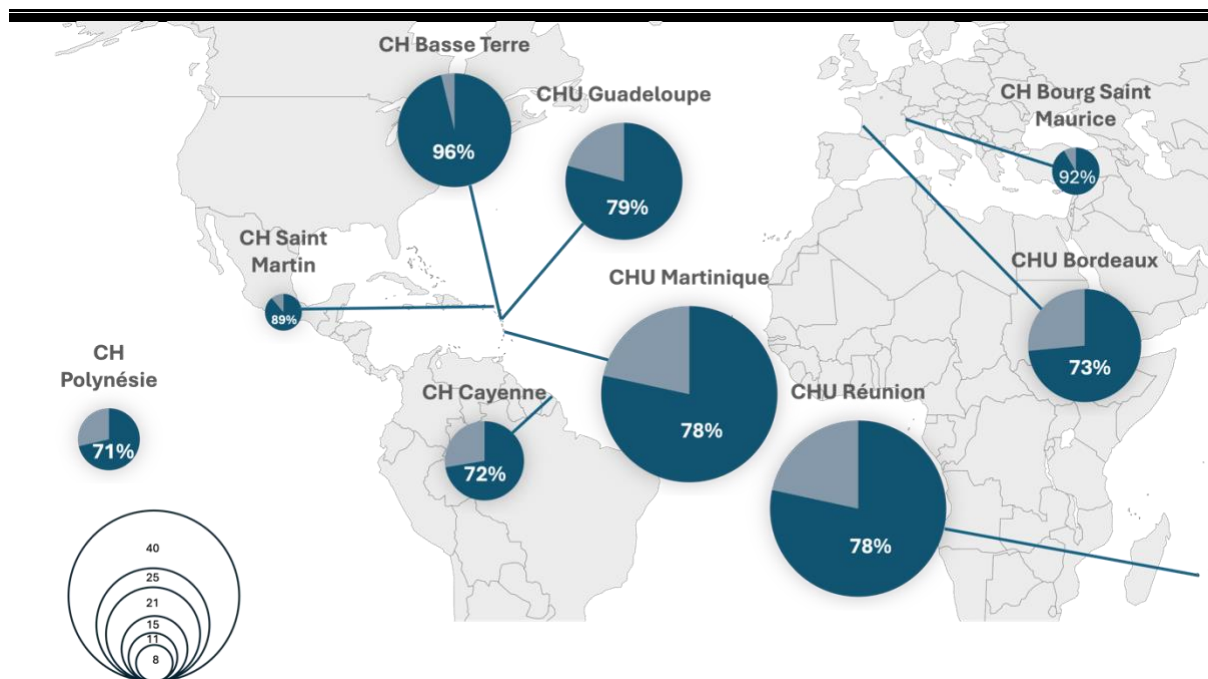 CH Basse Terre
96%
CHU Guadeloupe
79%
CH Bourg Saint
Maurice
92%
CH Saint
Martin
89%
CHU Martinique
78%
CHU Bordeaux
73%
CH
Polynésie
71%
CH Cayenne
72%
CHU Réunion
78%
40
25
21
15
11
8